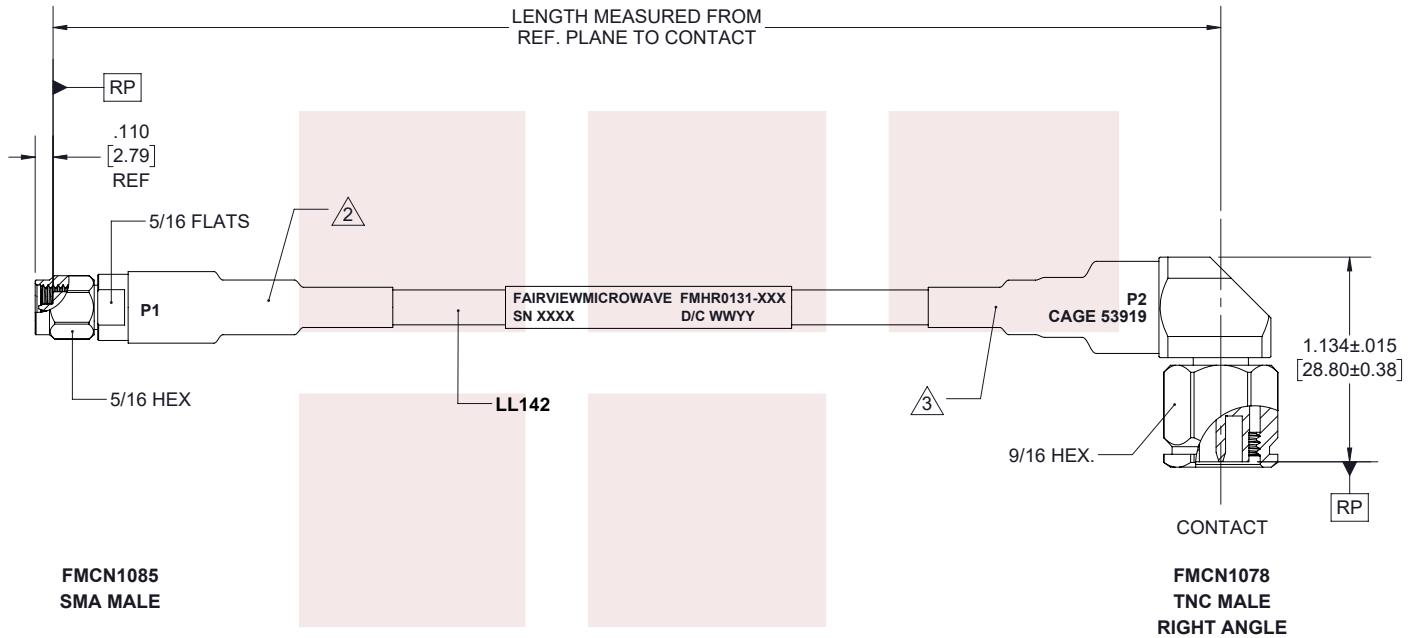 LENGTH MEASURED FROM
REF. PLANE TO CONTACT
RP
.110
[2.79]
REF
5/16 FLATS
2
P1
FAIRVIEWMICROWAVE FMHR0131-XXX
SN XXXX D/C WWYY
P2
CAGE 53919
1.134±.015
[28.80±0.38]
5/16 HEX
LL142
3
9/16 HEX.
RP
CONTACT
FMCN1085
SMA MALE
FMCN1078
TNC MALE
RIGHT ANGLE